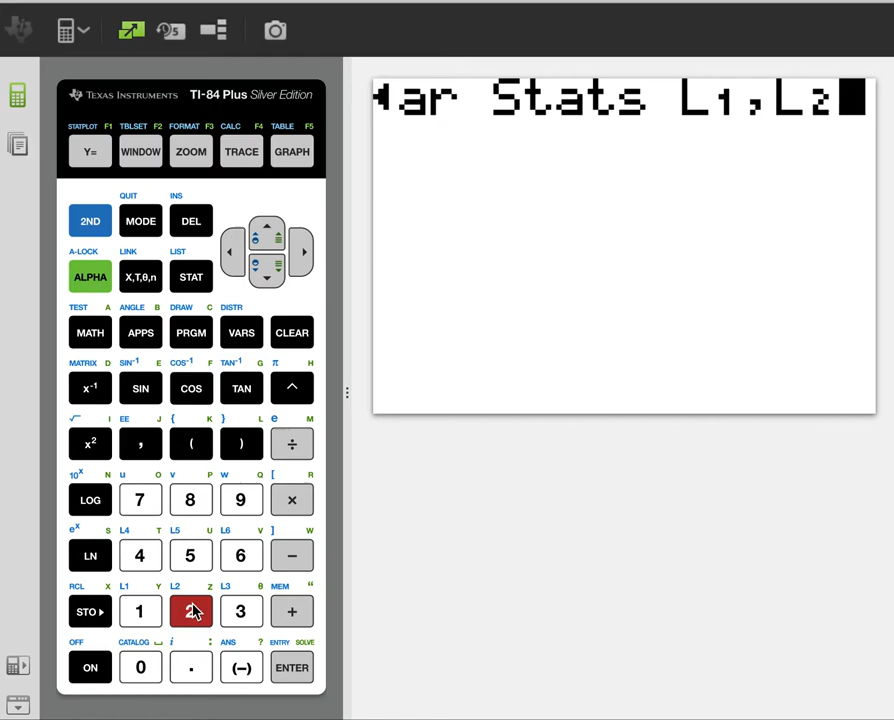 TEXAS INSTRUMENTS TI-84 Plus Silver Edition
ar Stats L1,L2
STATPLOT F1 TBLSET F2 FORMAT F3 CALC F4 TABLE F5
Y= WINDOW ZOOM TRACE GRAPH
QUIT INS
2ND MODE DEL
A-LOCK LINK LIST
ALPHA X,T,θ,n STAT
TEST A ANGLE B DRAW C DISTR
MATH APPS PRGM VARS CLEAR
MATRIX D SIN⁻¹ E COS⁻¹ F TAN⁻¹ G π H
x⁻¹ SIN COS TAN ^
√ I EE J { K } L e M
x² , ( ) ÷
10ˣ N u O v P w Q [ R
LOG 7 8 9 ×
eˣ S L4 T L5 U L6 V ] W
LN 4 5 6 −
RCL X L1 Y L2 Z L3 θ MEM "
STO▶ 1 2 3 +
OFF CATALOG ⎵ i : ANS ? ENTRY SOLVE
ON 0 . (−) ENTER
5